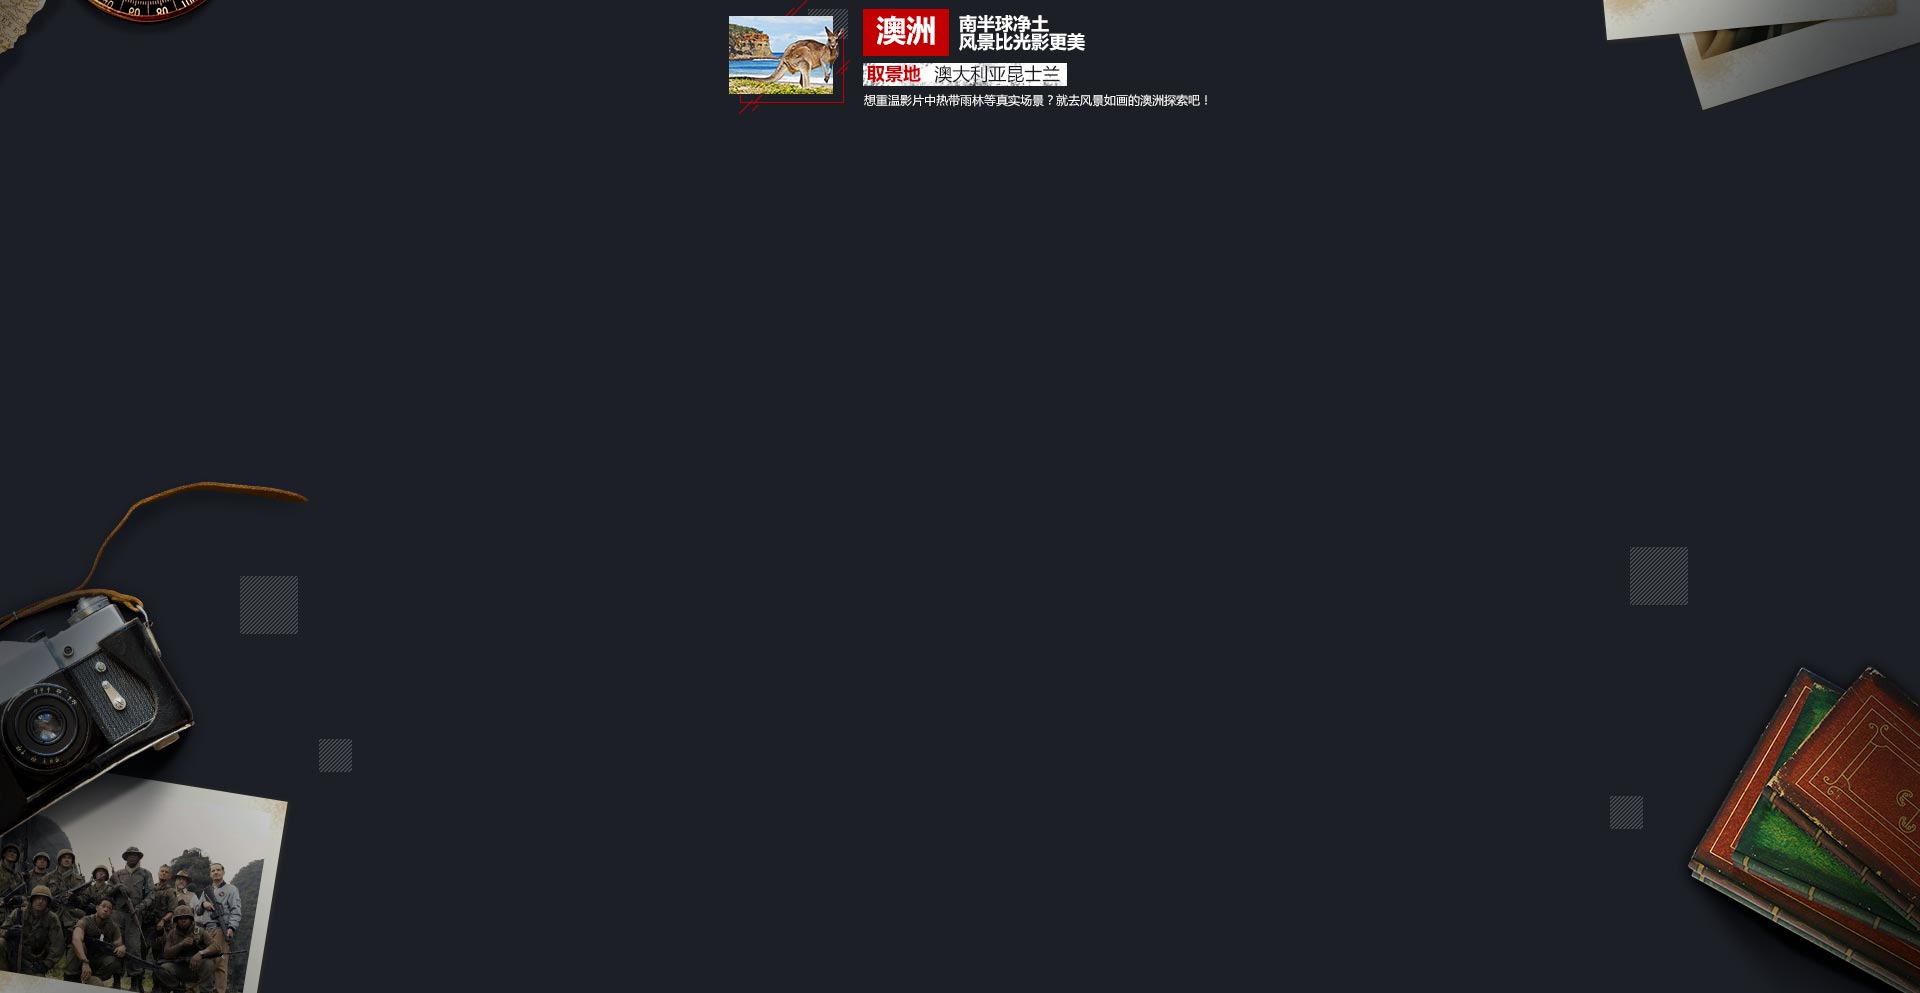 澳洲
南半球净土
风景比光影更美
取景地 澳大利亚昆士兰
想重温影片中热带雨林等真实场景？就去风景如画的澳洲探索吧！